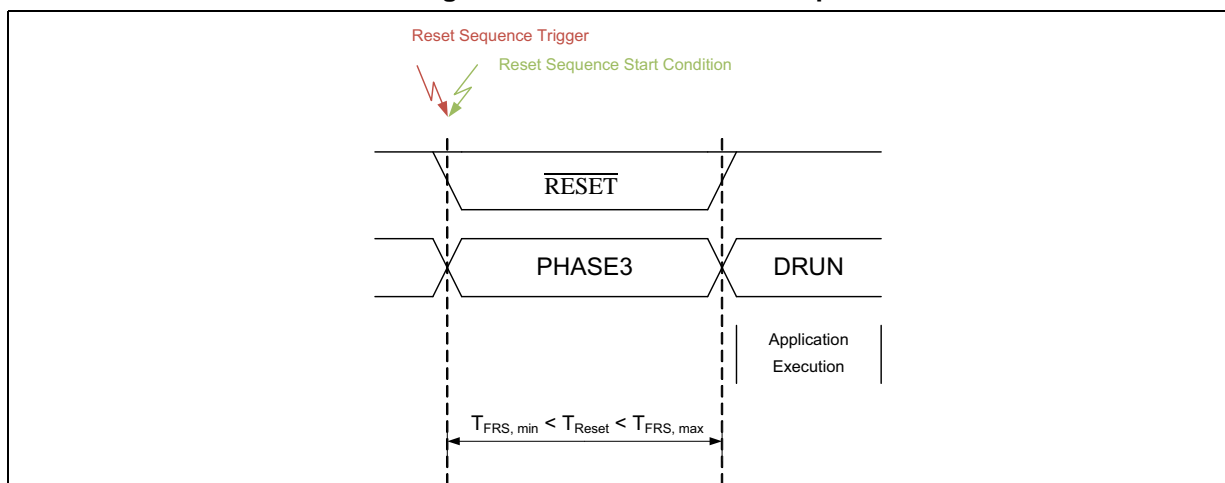 Reset Sequence Trigger
Reset Sequence Start Condition
RESET
PHASE3
DRUN
Application
Execution
TFRS, min < TReset < TFRS, max